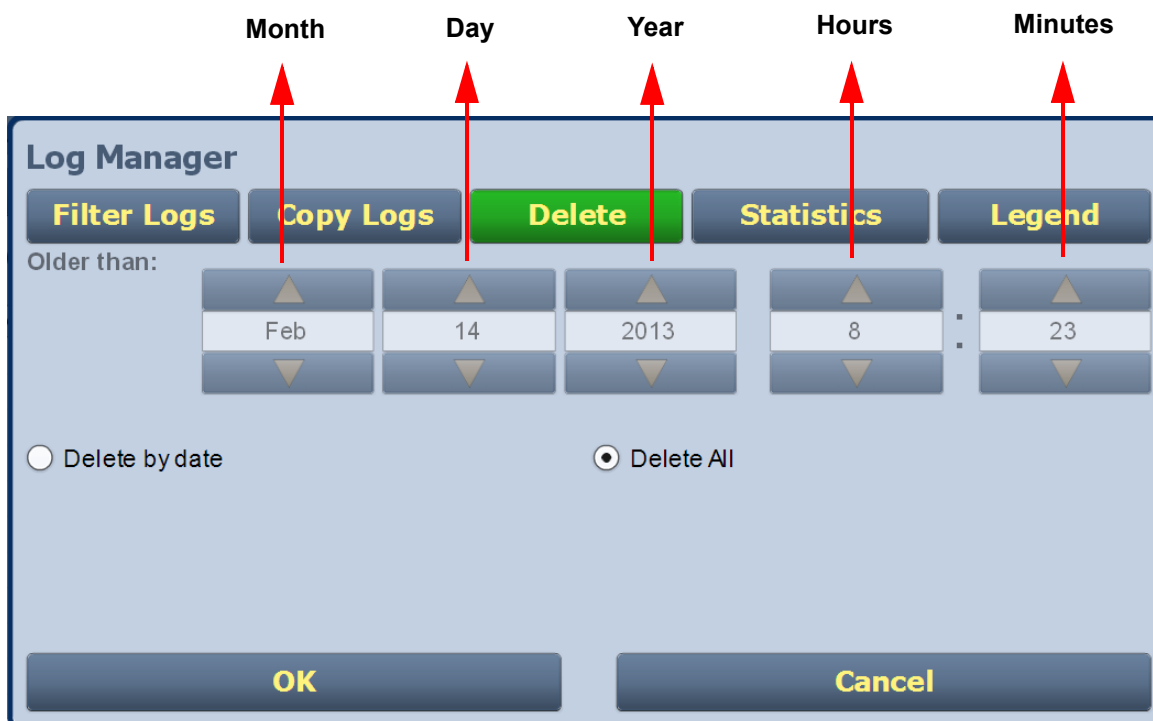 Month Day Year Hours Minutes
Log Manager
Filter Logs Copy Logs Delete Statistics Legend
Older than:
Feb 14 2013 8 : 23
Delete by date Delete All
OK Cancel